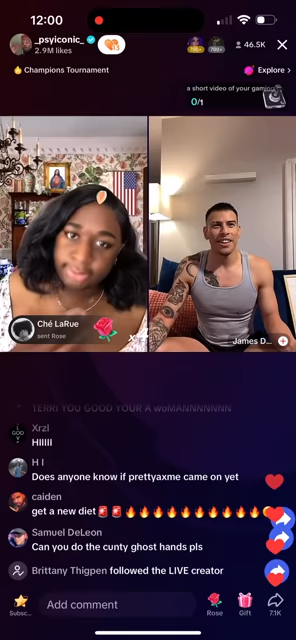 12:00
_psyiconic_
2.9M likes
700+
700+
46.5K
Champions Tournament
Explore >
a short video of your gaming
0/1
Ché LaRue
sent Rose
x
James D...
TERRI YOU GOOD YOUR A woMANNNNNNN
Xrzl
HIIIII
H I
Does anyone know if prettyaxme came on yet
caiden
get a new diet🚨🚨🔥🔥🔥🔥🔥🔥🔥🔥🔥🔥
Samuel DeLeon
Can you do the cunty ghost hands pls
Brittany Thigpen followed the LIVE creator
Subsc...
Add comment
Rose
Gift
7.1K